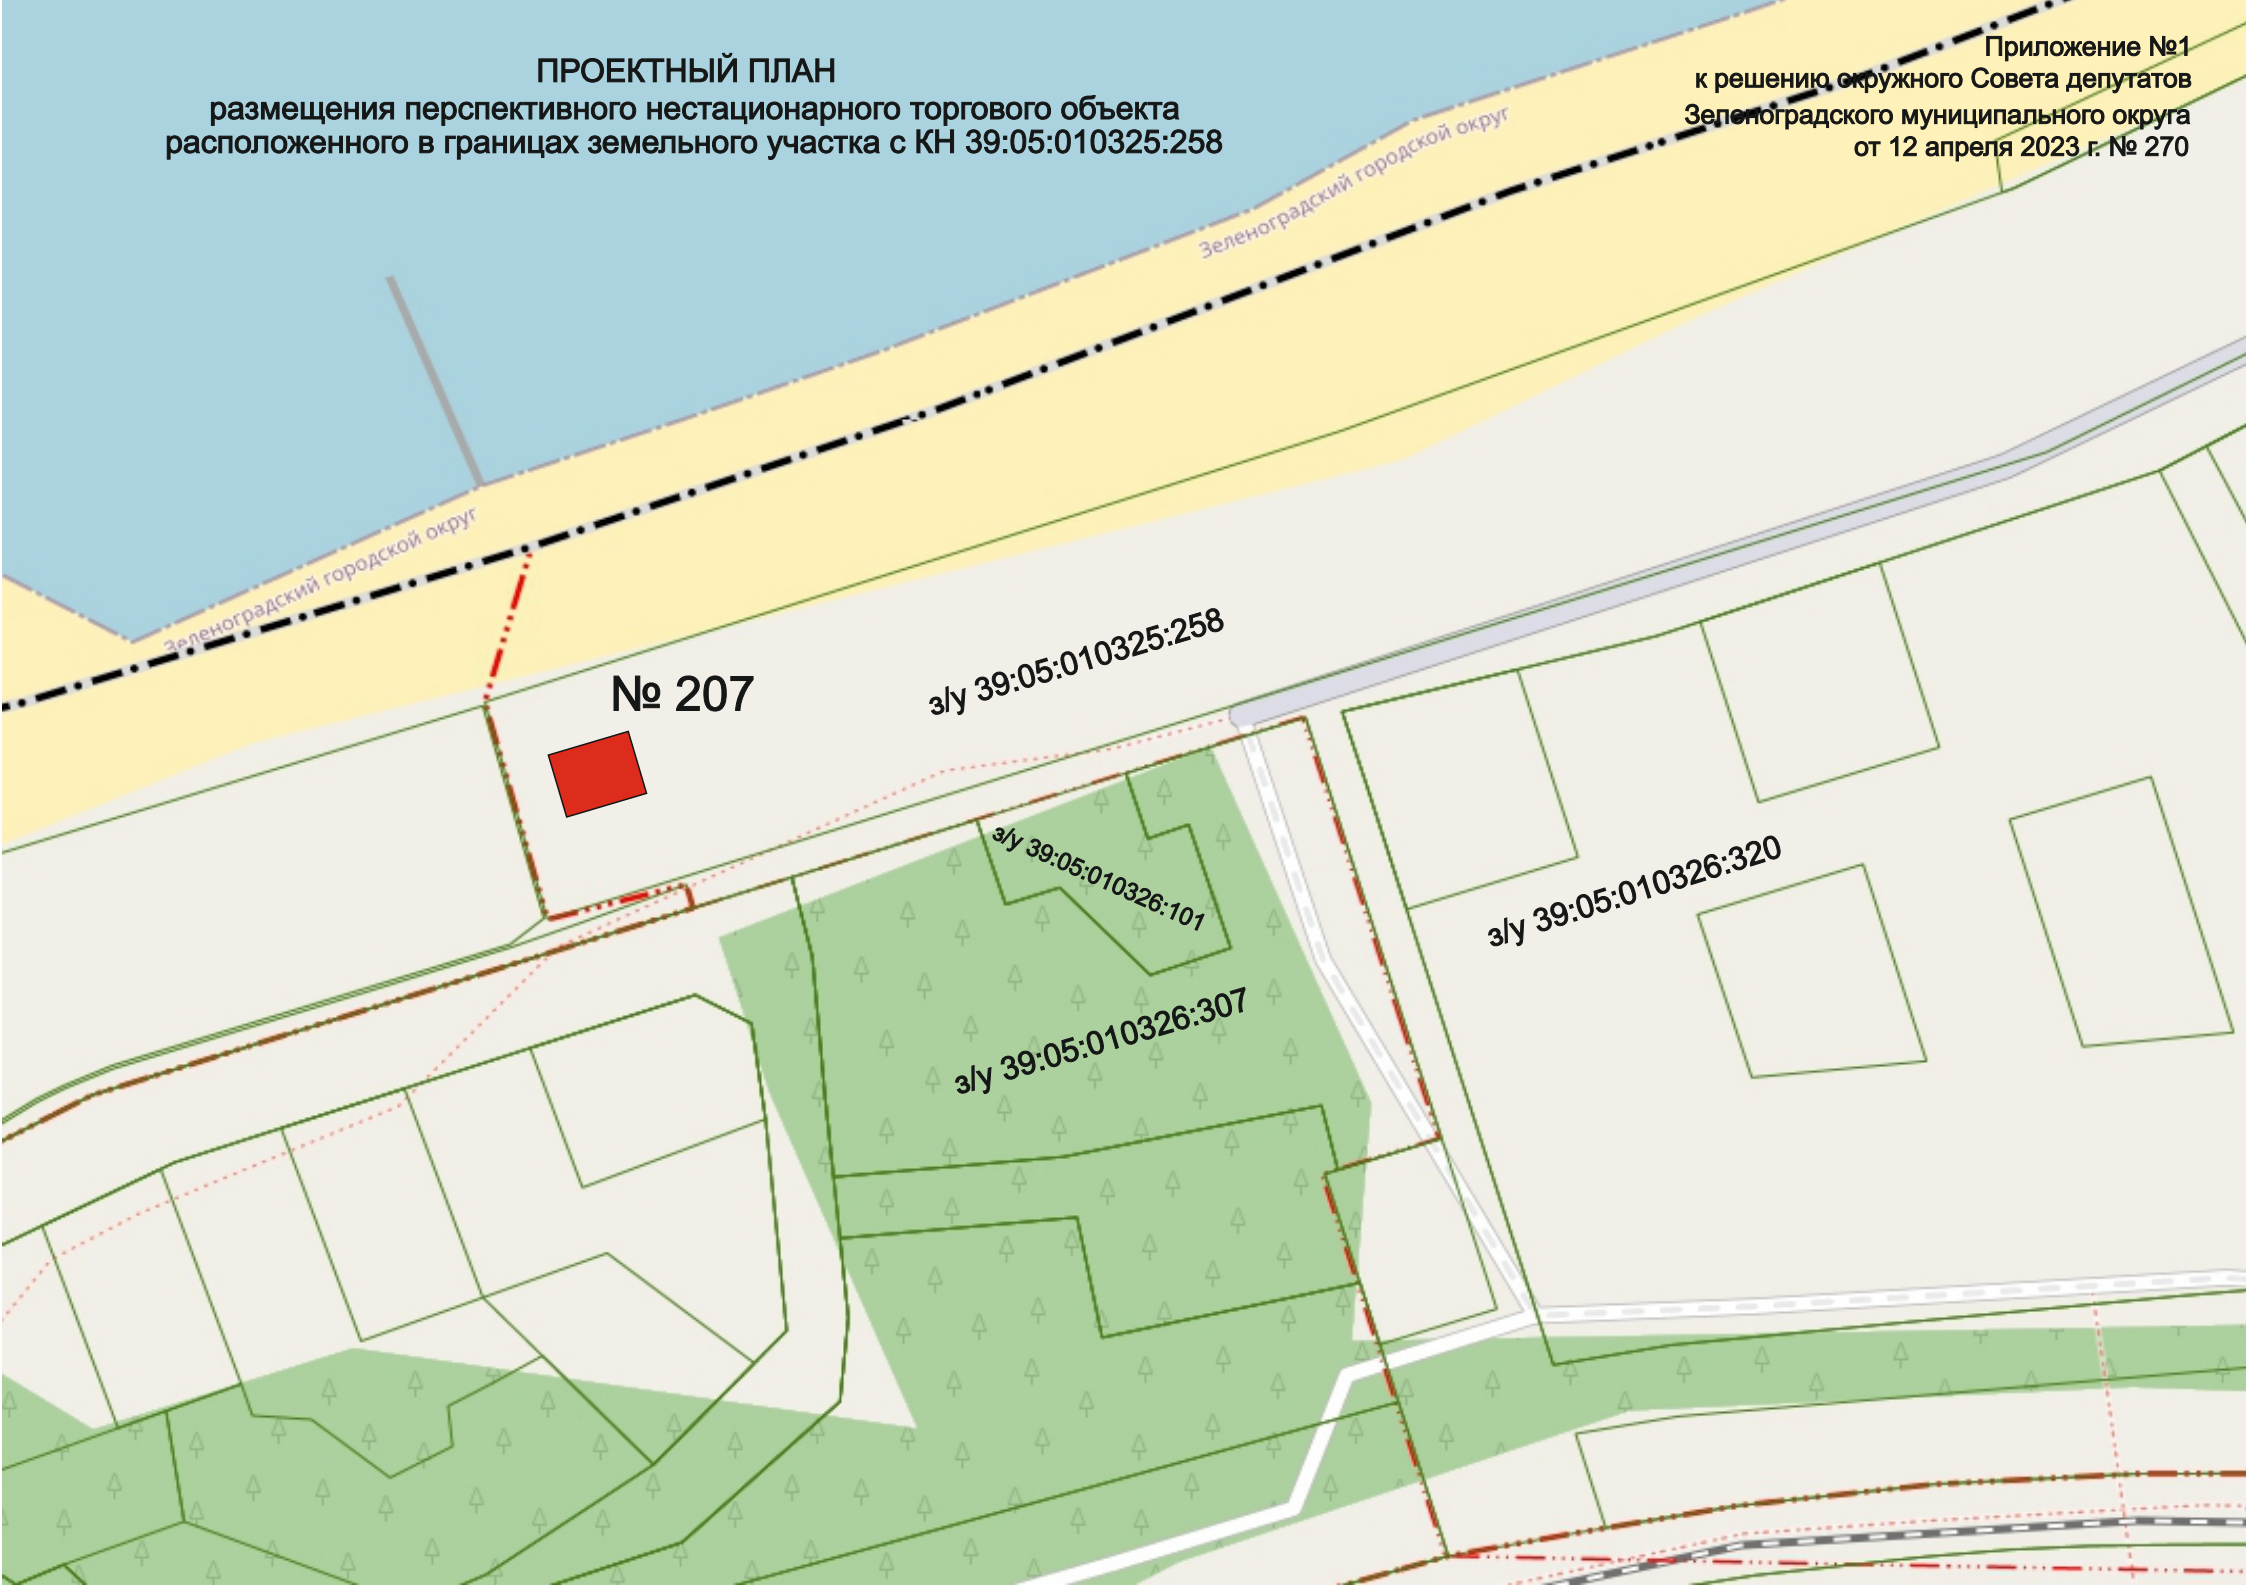 ПРОЕКТНЫЙ ПЛАН
размещения перспективного нестационарного торгового объекта
расположенного в границах земельного участка с КН 39:05:010325:258
Приложение №1
к решению окружного Совета депутатов
Зеленоградского муниципального округа
от 12 апреля 2023 г. № 270
Зеленоградский городской округ
Зеленоградский городской округ
№ 207
з/у 39:05:010325:258
з/у 39:05:010326:101
з/у 39:05:010326:320
з/у 39:05:010326:307